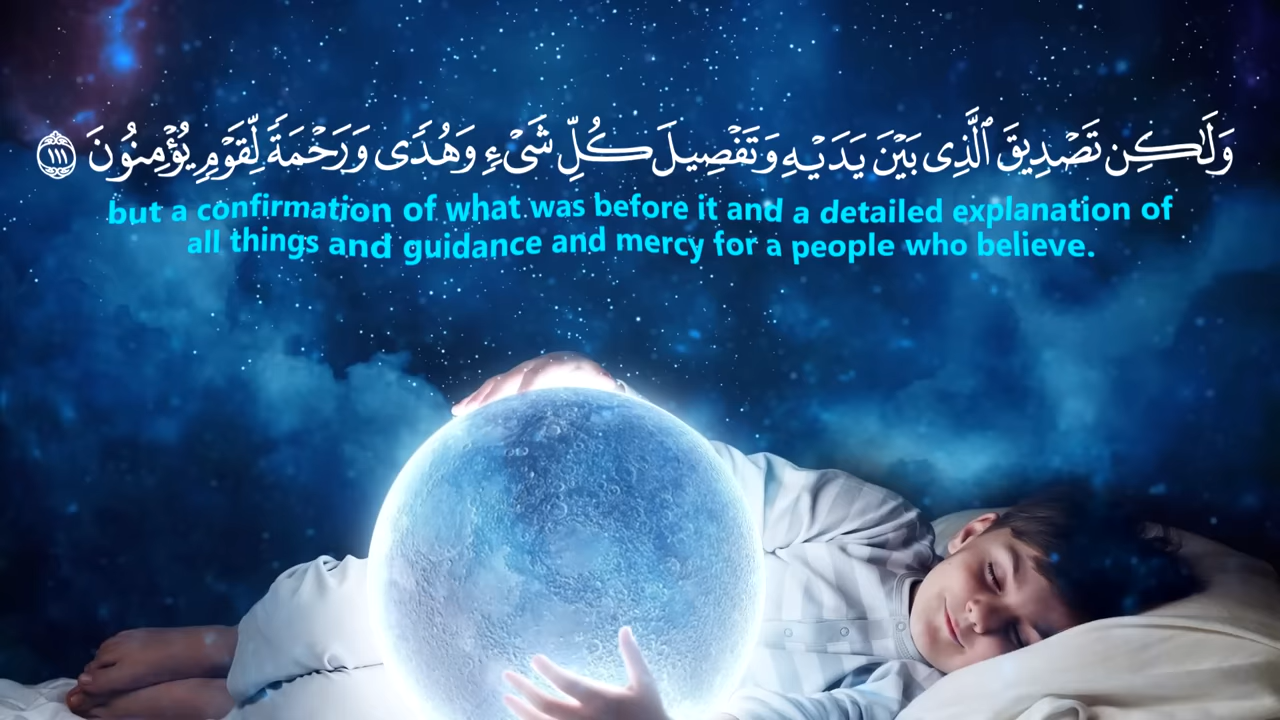 وَلَٰكِن تَصْدِيقَ ٱلَّذِى بَيْنَ يَدَيْهِ وَتَفْصِيلَ كُلِّ شَىْءٍ وَهُدًى وَرَحْمَةً لِّقَوْمٍ يُؤْمِنُونَ ١١١
but a confirmation of what was before it and a detailed explanation of
all things and guidance and mercy for a people who believe.